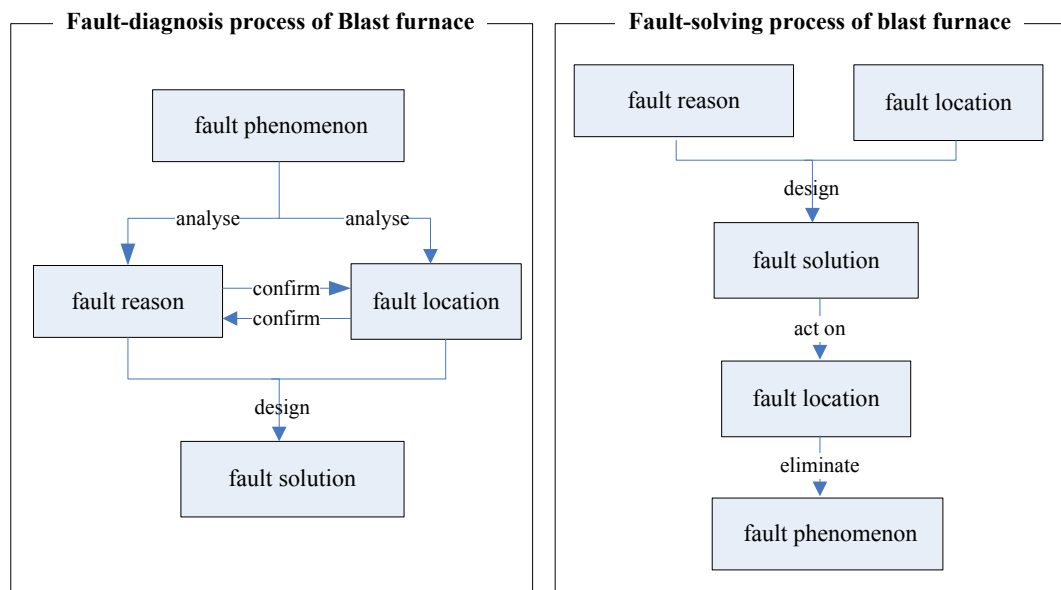 Fault-diagnosis process of Blast furnace
fault phenomenon
analyse
analyse
fault reason
confirm
confirm
fault location
design
fault solution
Fault-solving process of blast furnace
fault reason
fault location
design
fault solution
act on
fault location
eliminate
fault phenomenon